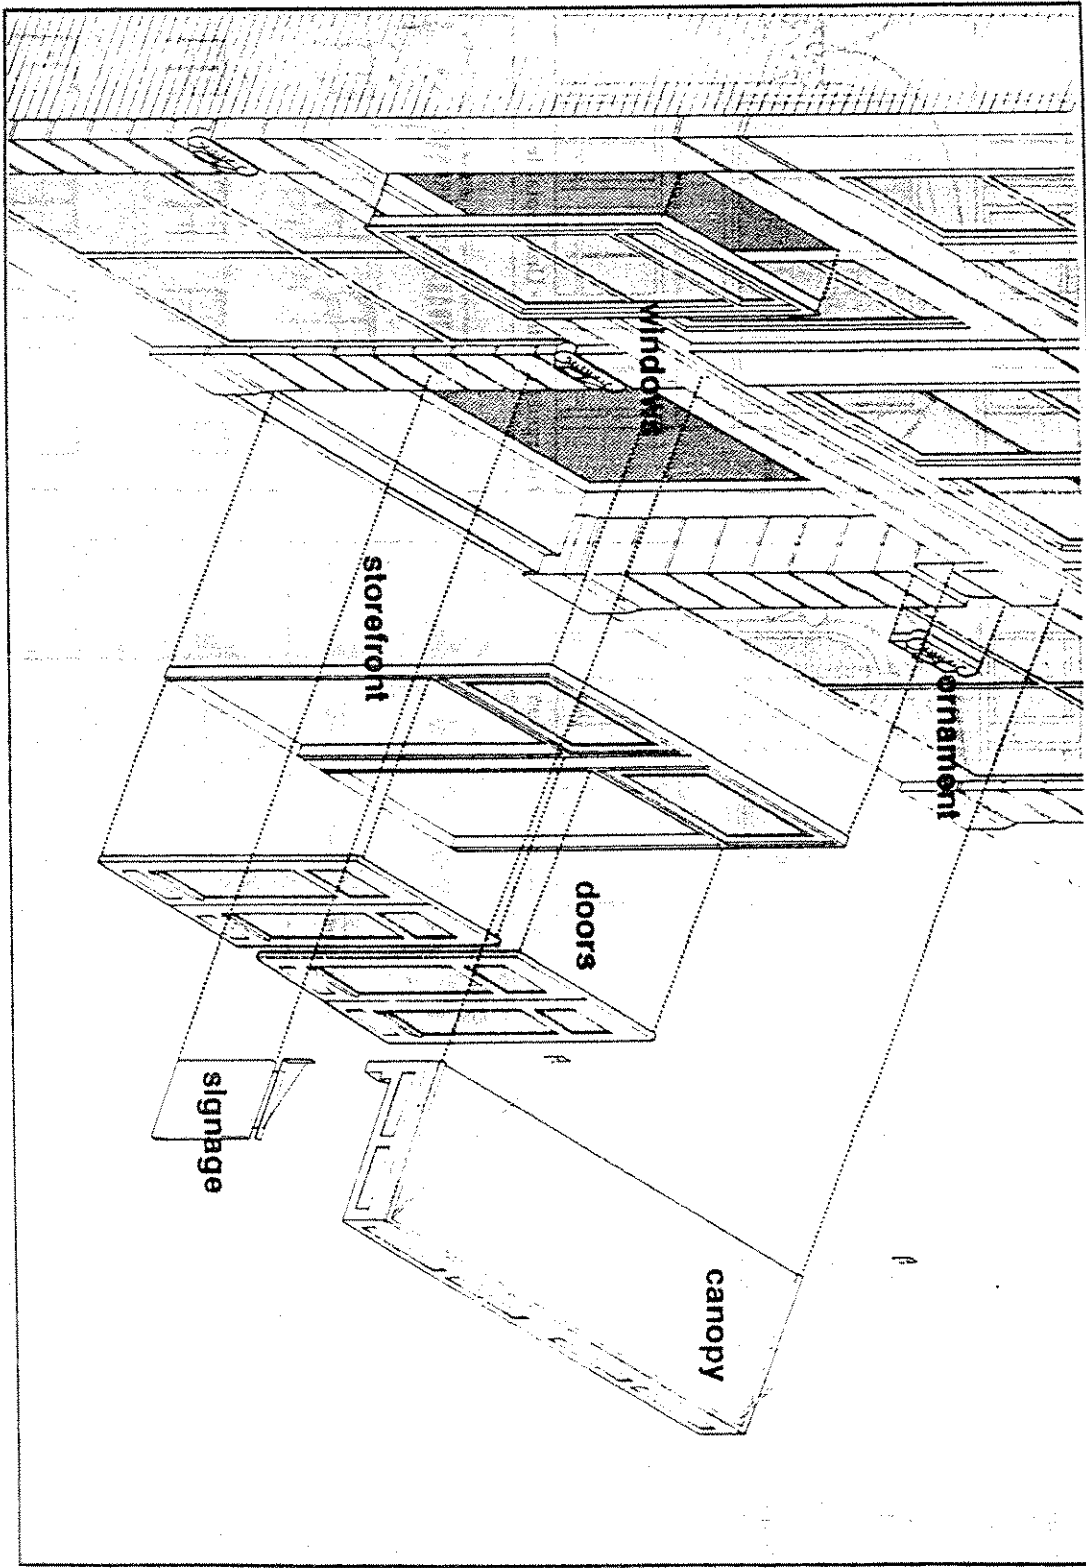 windows
ornament
storefront
doors
signage
canopy